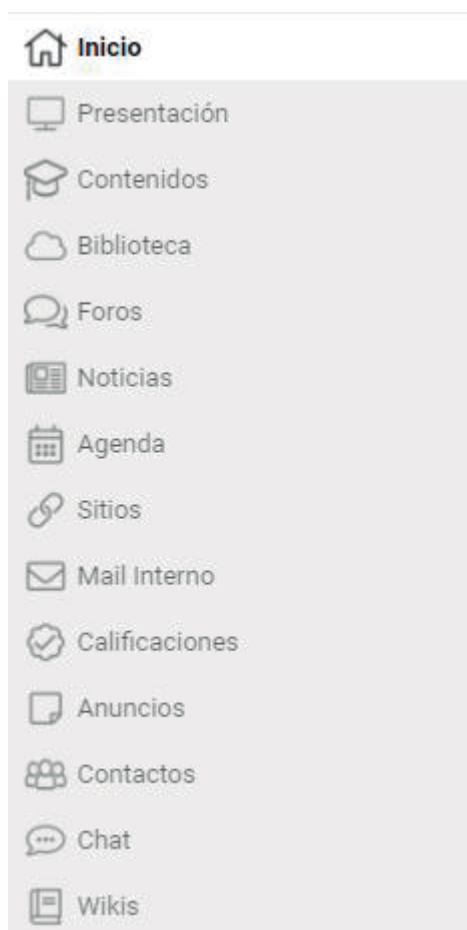 Inicio
Presentación
Contenidos
Biblioteca
Foros
Noticias
Agenda
Sitios
Mail Interno
Calificaciones
Anuncios
Contactos
Chat
Wikis